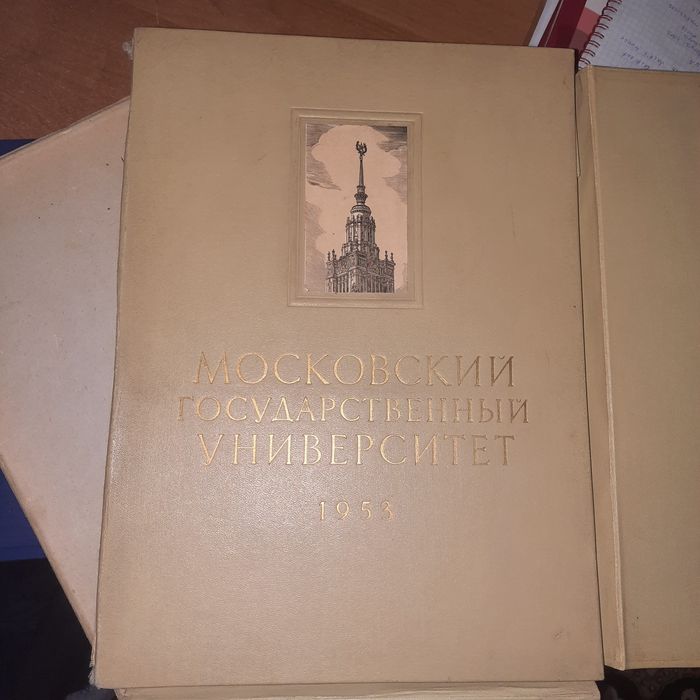 МОСКОВСКИЙ
ГОСУДАРСТВЕННЫЙ
УНИВЕРСИТЕТ
1953